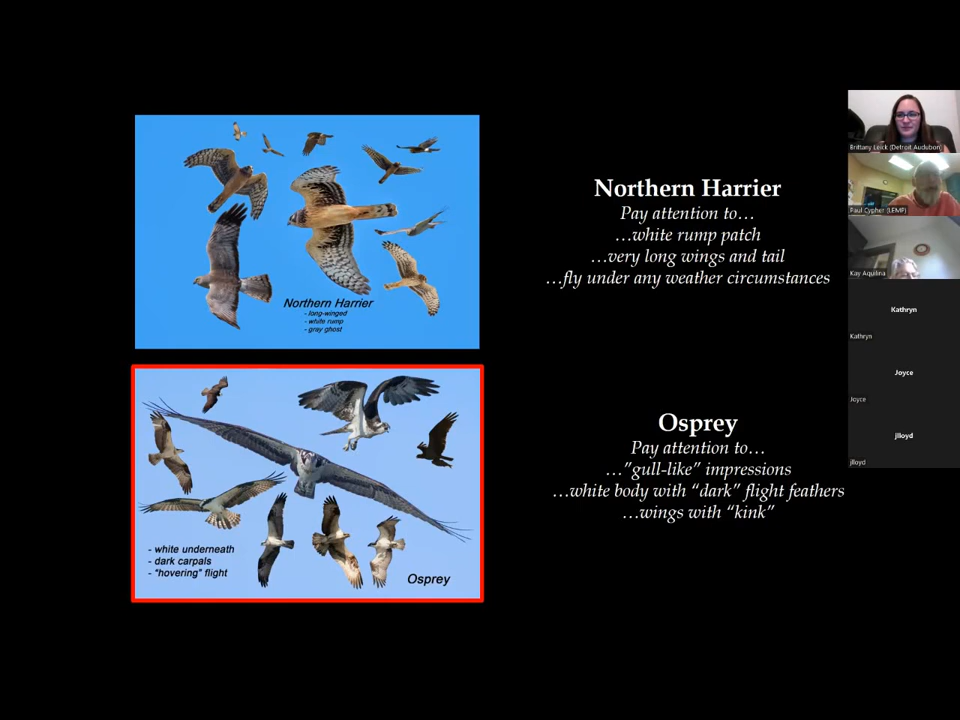 Northern Harrier
- long-winged
- white rump
- gray ghost
Northern Harrier
Pay attention to…
…white rump patch
…very long wings and tail
…fly under any weather circumstances
- white underneath
- dark carpals
- "hovering" flight
Osprey
Osprey
Pay attention to…
…”gull-like” impressions
…white body with “dark” flight feathers
…wings with “kink”
Brittany Leick (Detroit Audubon)
Paul Cypher (LEMF)
Kay Aquilina
Kathryn
Kathryn
Joyce
Joyce
jlloyd
jlloyd